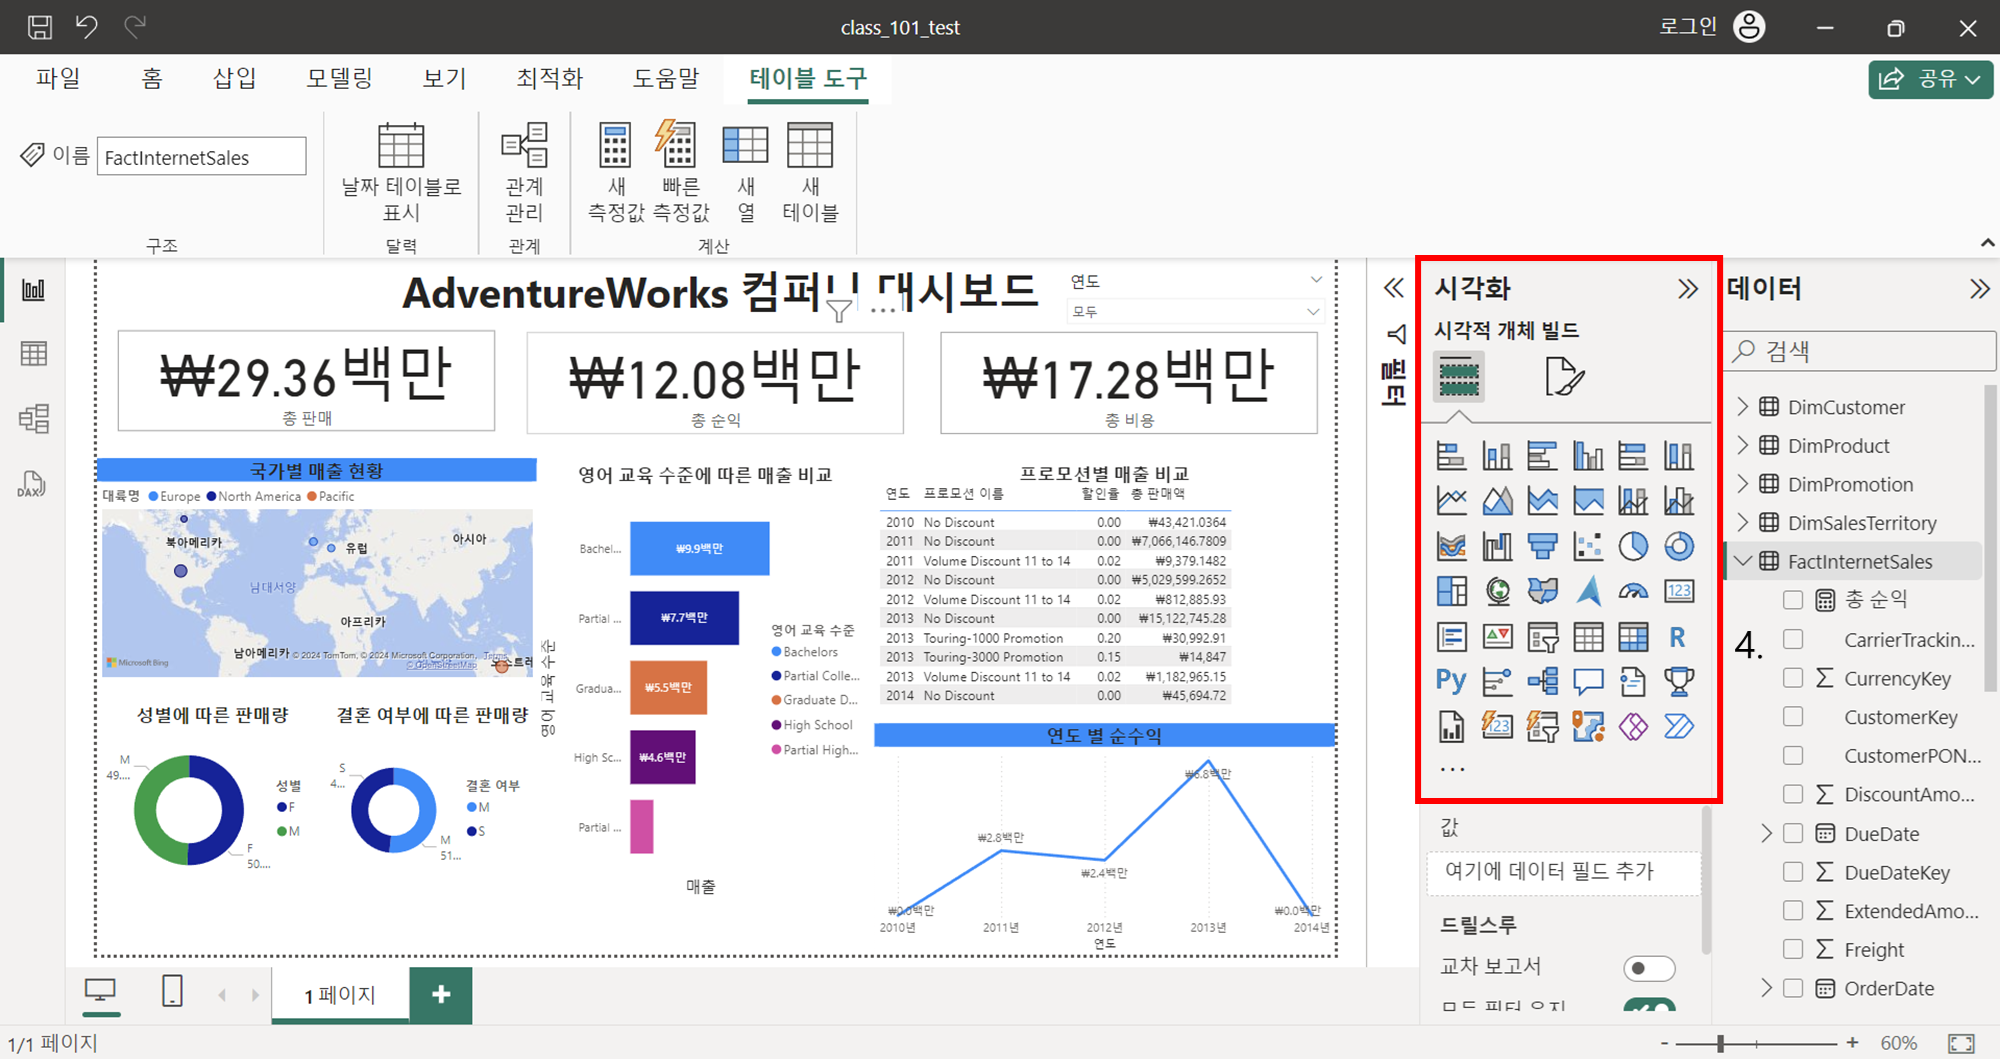 class_101_test
로그인
파일 홈 삽입 모델링 보기 최적화 도움말 테이블 도구
공유
이름 FactInternetSales
날짜 테이블로 표시
관계 관리
새 측정값
빠른 측정값
새 열
새 테이블
구조 달력 관계 계산
AdventureWorks 컴퍼니 대시보드
연도
모두
₩29.36백만
총 판매
₩12.08백만
총 순익
₩17.28백만
총 비용
국가별 매출 현황
대륙명 Europe North America Pacific
북아메리카
유럽
아시아
남대서양
아프리카
남아메리카
Microsoft Bing
© 2024 TomTom, © 2024 Microsoft Corporation, Terms
© OpenStreetMap
성별에 따른 판매량
M
49....
F
50....
성별
F
M
결혼 여부에 따른 판매량
S
4...
M
51...
결혼 여부
M
S
영어 교육 수준에 따른 매출 비교
영어 교육 수준
Bachel... ₩9.9백만
Partial ... ₩7.7백만
Gradua... ₩5.5백만
High Sc... ₩4.6백만
Partial ...
매출
영어 교육 수준
Bachelors
Partial Colle...
Graduate D...
High School
Partial High...
프로모션별 매출 비교
연도 프로모션 이름 할인율 총 판매액
2010 No Discount 0.00 ₩43,421.0364
2011 No Discount 0.00 ₩7,066,146.7809
2011 Volume Discount 11 to 14 0.02 ₩9,379.1482
2012 No Discount 0.00 ₩5,029,599.2652
2012 Volume Discount 11 to 14 0.02 ₩812,885.93
2013 No Discount 0.00 ₩15,122,745.28
2013 Touring-1000 Promotion 0.20 ₩30,992.91
2013 Touring-3000 Promotion 0.15 ₩14,847
2013 Volume Discount 11 to 14 0.02 ₩1,182,965.15
2014 No Discount 0.00 ₩45,694.72
연도 별 순수익
₩0.0백만
₩2.8백만
₩2.4백만
₩6.8백만
₩0.0백만
2010년 2011년 2012년 2013년 2014년
연도
필터
시각화
시각적 개체 빌드
123
R
Py
123
...
값
여기에 데이터 필드 추가
드릴스루
교차 보고서
모든 필터 유지
데이터
검색
DimCustomer
DimProduct
DimPromotion
DimSalesTerritory
FactInternetSales
총 순익
4.
CarrierTrackin...
CurrencyKey
CustomerKey
CustomerPON...
DiscountAmo...
DueDate
DueDateKey
ExtendedAmo...
Freight
OrderDate
DAX
1 페이지
+
1/1 페이지
- + 60%